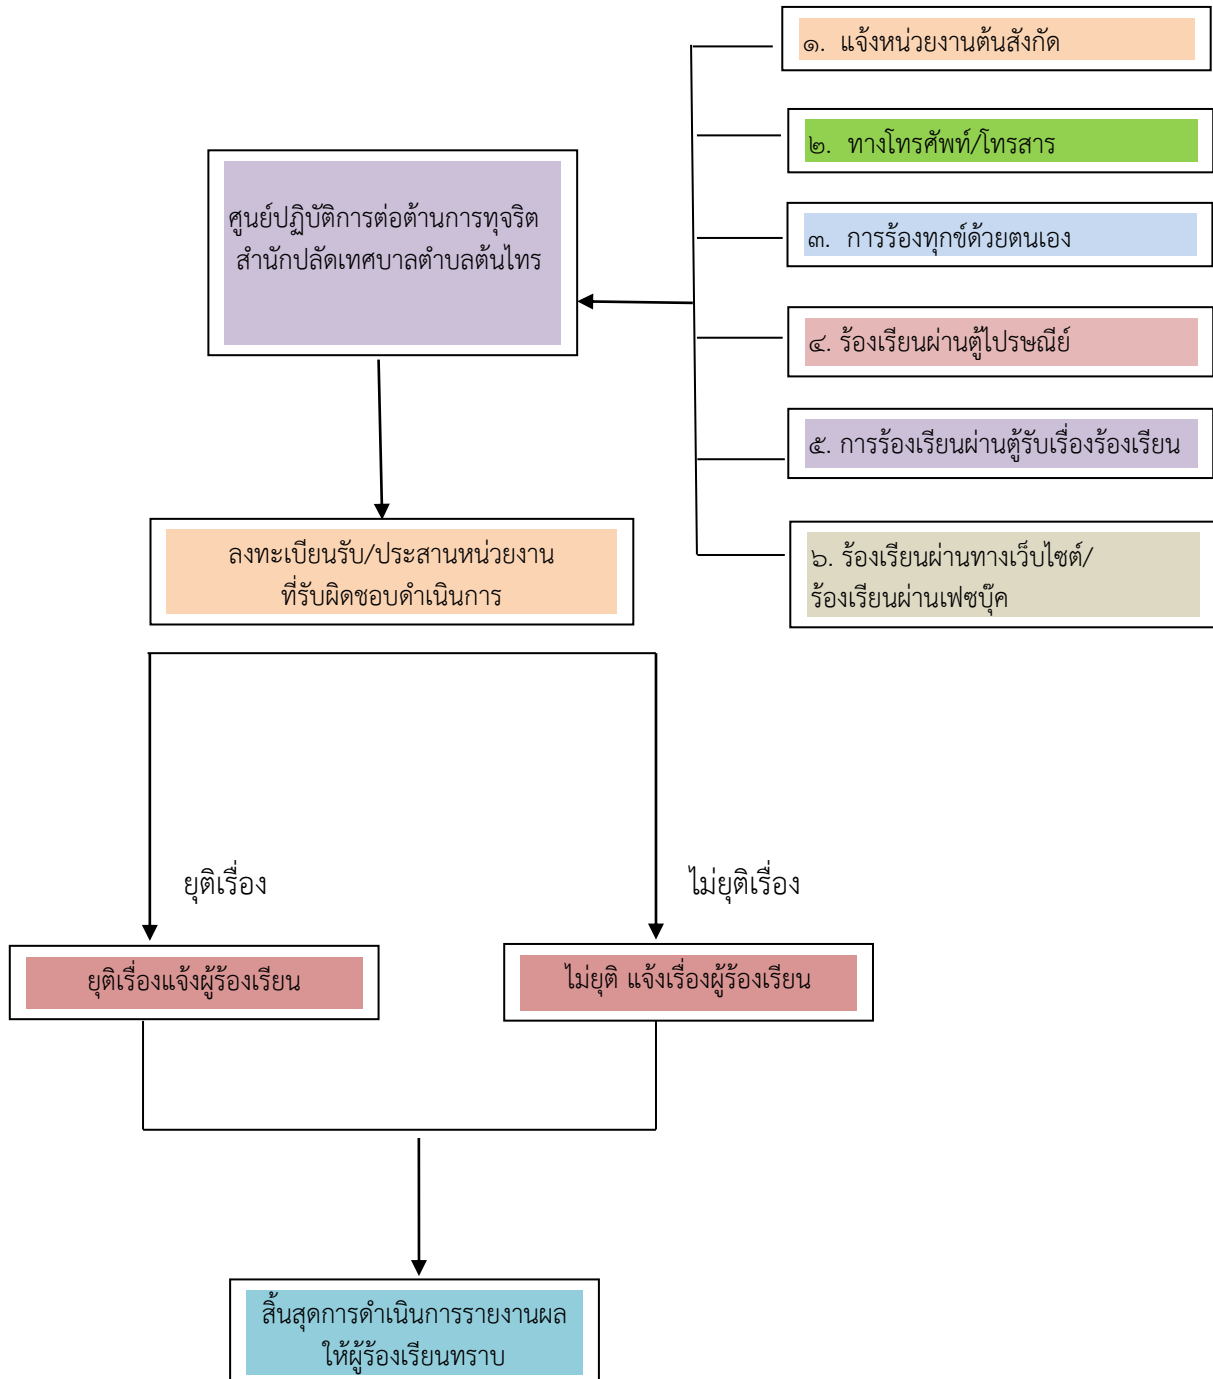 ๑. แจ้งหน่วยงานต้นสังกัด
๒. ทางโทรศัพท์/โทรสาร
๓. การร้องทุกข์ด้วยตนเอง
๔. ร้องเรียนผ่านตู้ไปรษณีย์
๕. การร้องเรียนผ่านตู้รับเรื่องร้องเรียน
๖. ร้องเรียนผ่านทางเว็บไซต์/
ร้องเรียนผ่านเฟซบุ๊ค
ศูนย์ปฏิบัติการต่อต้านการทุจริต
สำนักปลัดเทศบาลตำบลต้นไทร
ลงทะเบียนรับ/ประสานหน่วยงาน
ที่รับผิดชอบดำเนินการ
ยุติเรื่อง
ไม่ยุติเรื่อง
ยุติเรื่องแจ้งผู้ร้องเรียน
ไม่ยุติ แจ้งเรื่องผู้ร้องเรียน
สิ้นสุดการดำเนินการรายงานผล
ให้ผู้ร้องเรียนทราบ